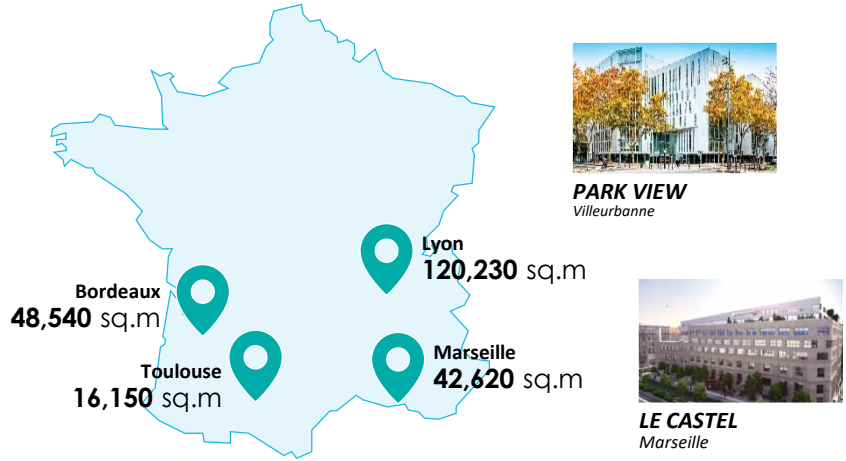 PARK VIEW
Villeurbanne
Lyon
120,230 sq.m
Bordeaux
48,540 sq.m
Toulouse
16,150 sq.m
Marseille
42,620 sq.m
LE CASTEL
Marseille